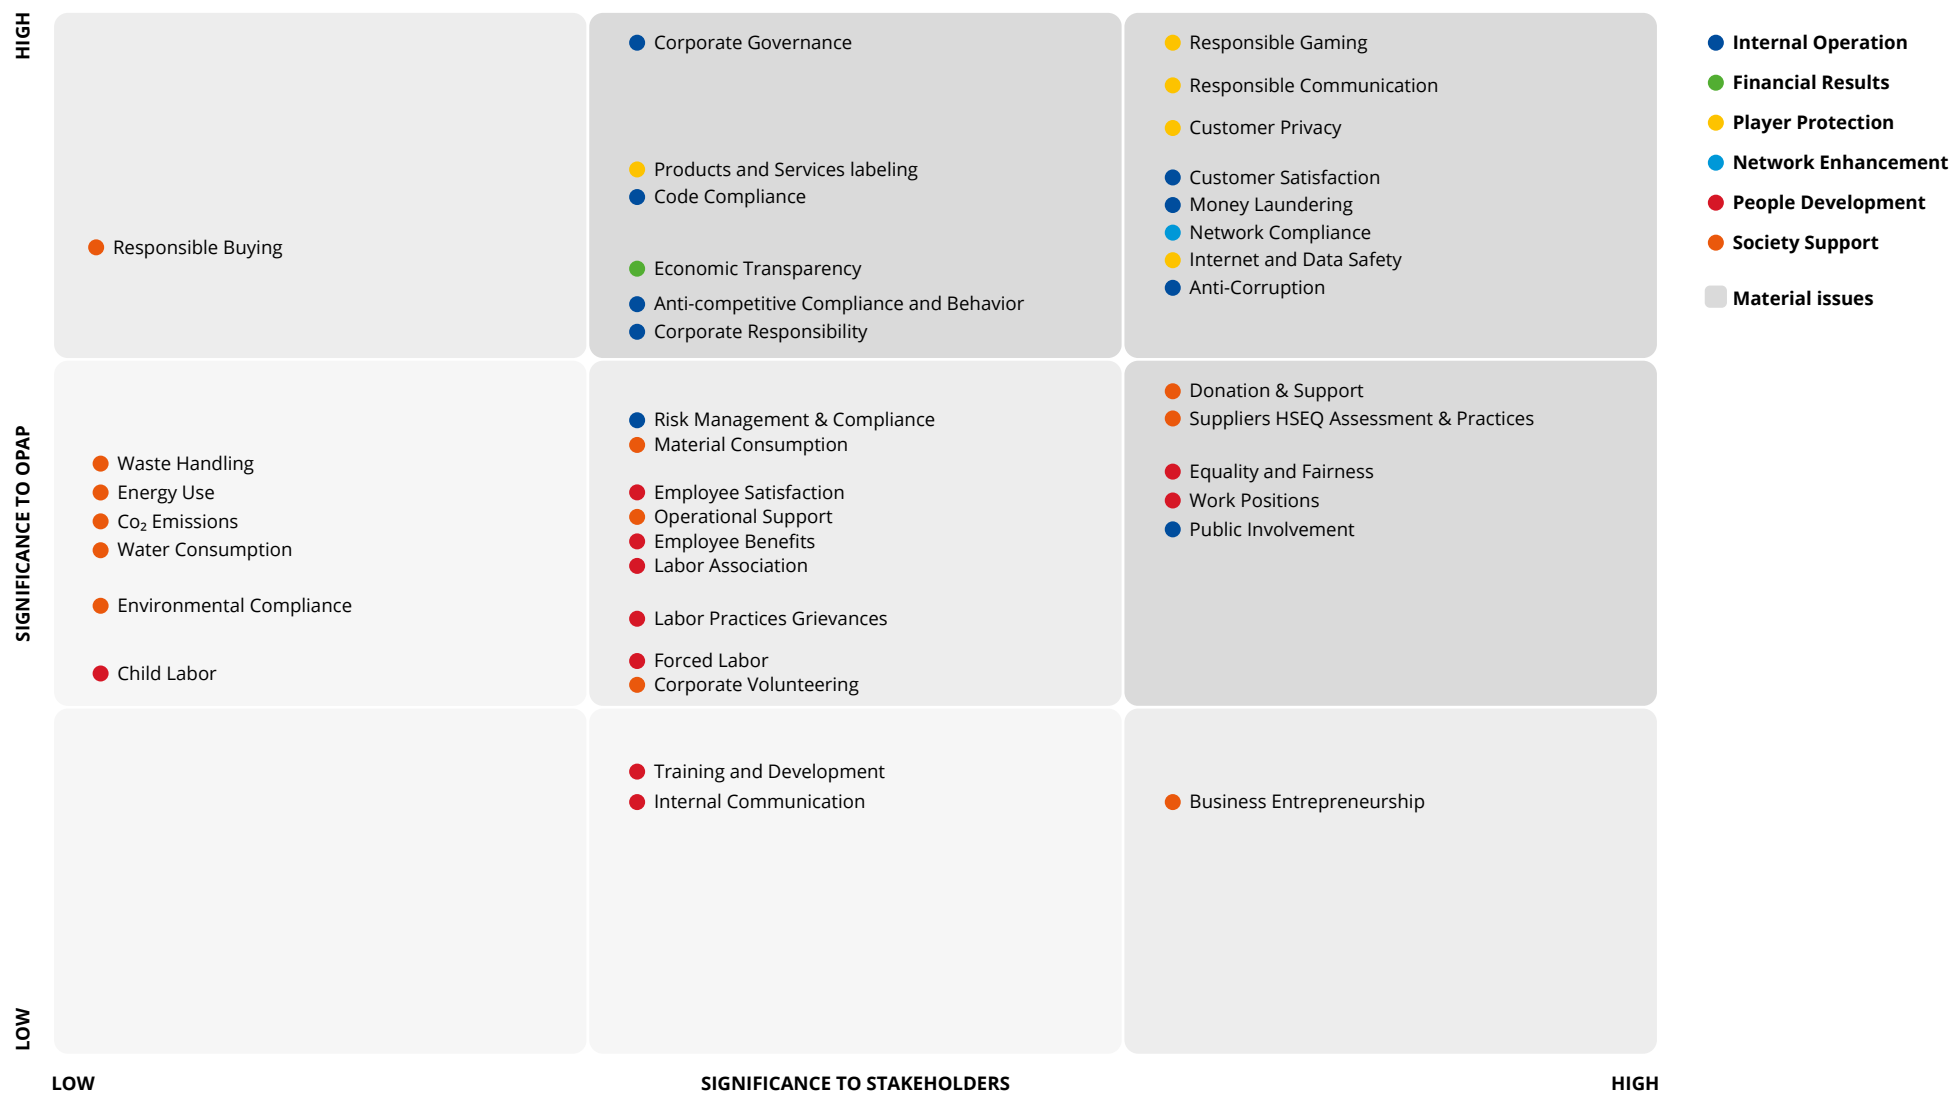 HIGH
SIGNIFICANCE TO OPAP
LOW
Responsible Buying
Corporate Governance
Products and Services labeling
Code Compliance
Economic Transparency
Anti-competitive Compliance and Behavior
Corporate Responsibility
Responsible Gaming
Responsible Communication
Customer Privacy
Customer Satisfaction
Money Laundering
Network Compliance
Internet and Data Safety
Anti-Corruption
Waste Handling
Energy Use
Co₂ Emissions
Water Consumption
Environmental Compliance
Child Labor
Risk Management & Compliance
Material Consumption
Employee Satisfaction
Operational Support
Employee Benefits
Labor Association
Labor Practices Grievances
Forced Labor
Corporate Volunteering
Donation & Support
Suppliers HSEQ Assessment & Practices
Equality and Fairness
Work Positions
Public Involvement
Training and Development
Internal Communication
Business Entrepreneurship
LOW
SIGNIFICANCE TO STAKEHOLDERS
HIGH
Internal Operation
Financial Results
Player Protection
Network Enhancement
People Development
Society Support
Material issues